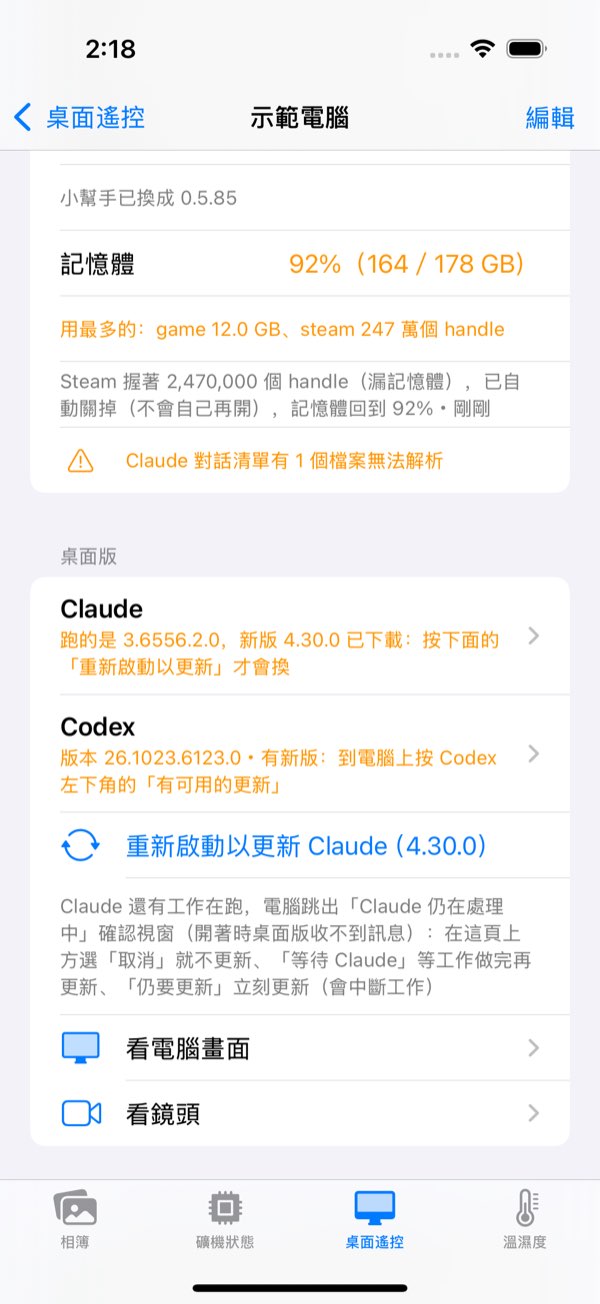 2:18
桌面遙控
示範電腦
編輯
小幫手已換成 0.5.85
記憶體
92%（164 / 178 GB）
用最多的：game 12.0 GB、steam 247 萬個 handle
Steam 握著 2,470,000 個 handle（漏記憶體），已自
動關掉（不會自己再開），記憶體回到 92%・剛剛
Claude 對話清單有 1 個檔案無法解析
桌面版
Claude
跑的是 3.6556.2.0，新版 4.30.0 已下載：按下面的
「重新啟動以更新」才會換
Codex
版本 26.1023.6123.0・有新版：到電腦上按 Codex
左下角的「有可用的更新」
重新啟動以更新 Claude（4.30.0）
Claude 還有工作在跑，電腦跳出「Claude 仍在處理
中」確認視窗（開著時桌面版收不到訊息）：在這頁上
方選「取消」就不更新、「等待 Claude」等工作做完再
更新、「仍要更新」立刻更新（會中斷工作）
看電腦畫面
看鏡頭
相簿
礦機狀態
桌面遙控
溫濕度